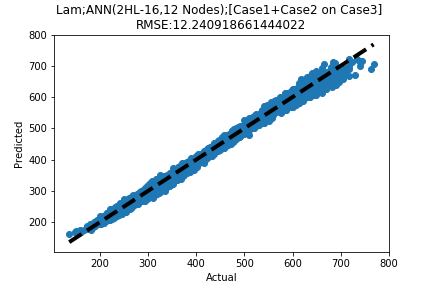 Lam;ANN(2HL-16,12 Nodes);[Case1+Case2 on Case3]
RMSE:12.240918661444022
800
700
600
500
400
300
200
Predicted
200 300 400 500 600 700 800
Actual